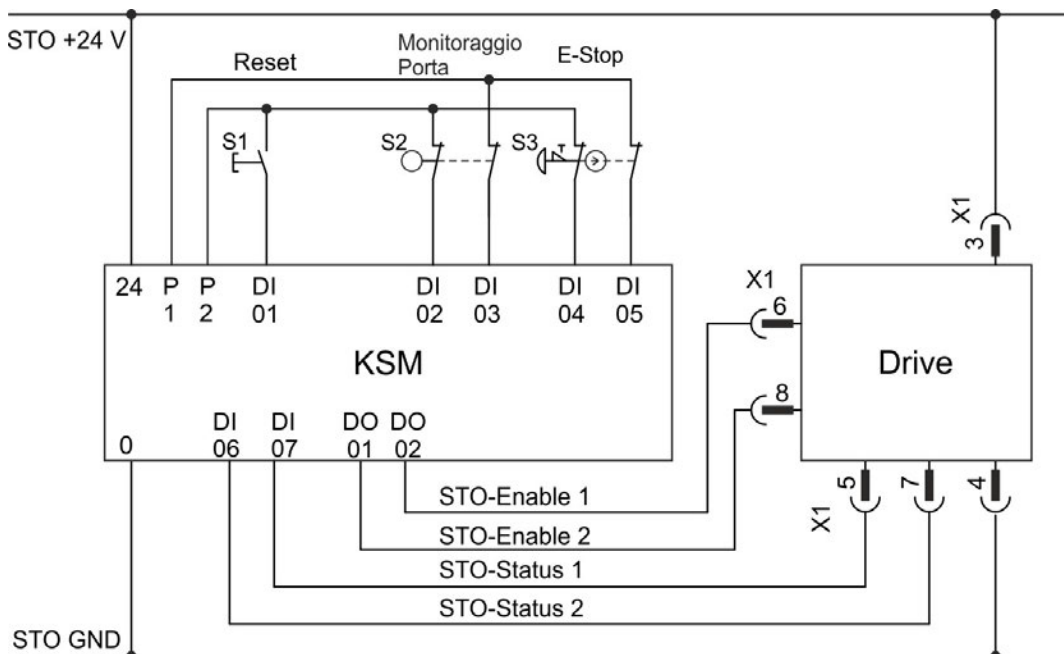 STO +24 V
Reset
Monitoraggio
Porta
E-Stop
S1
S2
S3
X1
3
24
P
1
P
2
DI
01
DI
02
DI
03
DI
04
DI
05
X1
6
8
KSM
Drive
0
DI
06
DI
07
DO
01
DO
02
5
7
4
X1
STO-Enable 1
STO-Enable 2
STO-Status 1
STO-Status 2
STO GND